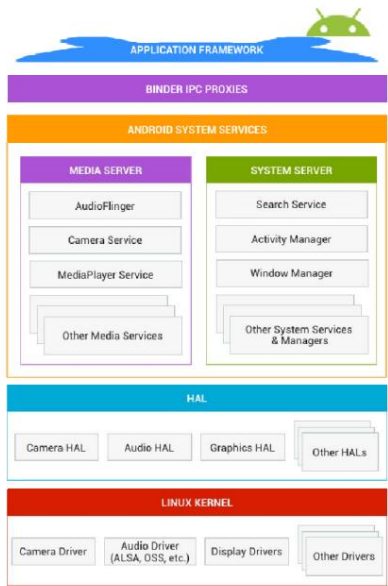 APPLICATION FRAMEWORK
BINDER IPC PROXIES
ANDROID SYSTEM SERVICES
MEDIA SERVER
AudioFlinger
Camera Service
MediaPlayer Service
Other Media Services
SYSTEM SERVER
Search Service
Activity Manager
Window Manager
Other System Services
& Managers
HAL
Camera HAL
Audio HAL
Graphics HAL
Other HALs
LINUX KERNEL
Camera Driver
Audio Driver
(ALSA, OSS, etc.)
Display Drivers
Other Drivers